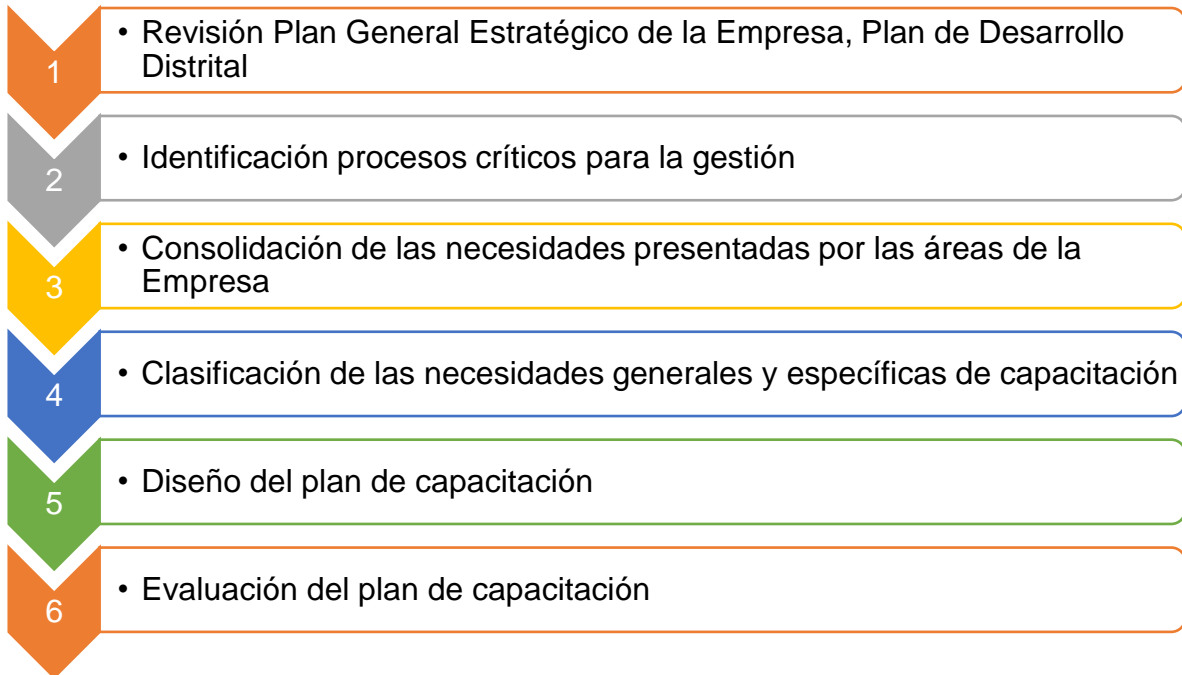 1
• Revisión Plan General Estratégico de la Empresa, Plan de Desarrollo
Distrital
2
• Identificación procesos críticos para la gestión
3
• Consolidación de las necesidades presentadas por las áreas de la
Empresa
4
• Clasificación de las necesidades generales y específicas de capacitación
5
• Diseño del plan de capacitación
6
• Evaluación del plan de capacitación